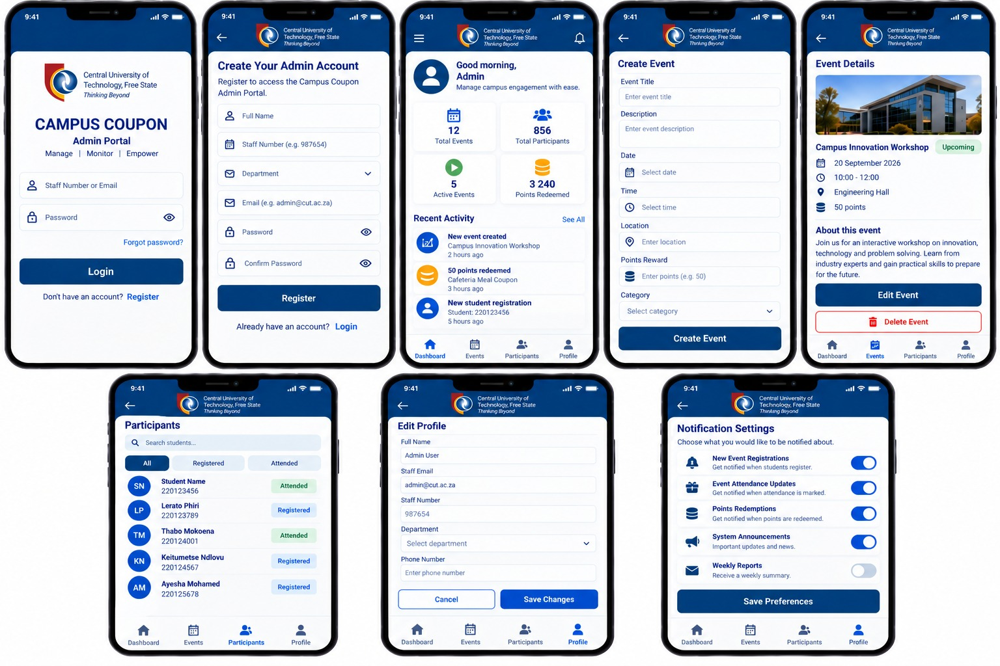 9:41
Central University of
Technology, Free State
Thinking Beyond
CAMPUS COUPON
Admin Portal
Manage | Monitor | Empower
Staff Number or Email
Password
Forgot password?
Login
Don't have an account? Register
9:41
Central University of
Technology, Free State
Thinking Beyond
Create Your Admin Account
Register to access the Campus Coupon
Admin Portal.
Full Name
Staff Number (e.g. 987654)
Department
Email (e.g. admin@cut.ac.za)
Password
Confirm Password
Register
Already have an account? Login
9:41
Central University of
Technology, Free State
Thinking Beyond
Good morning,
Admin
Manage campus engagement with ease.
12
Total Events
856
Total Participants
5
Active Events
3 240
Points Redeemed
Recent Activity
See All
New event created
Campus Innovation Workshop
2 hours ago
50 points redeemed
Cafeteria Meal Coupon
3 hours ago
New student registration
Student: 220123456
5 hours ago
Dashboard
Events
Participants
Profile
9:41
Central University of
Technology, Free State
Thinking Beyond
Create Event
Event Title
Enter event title
Description
Enter event description
Date
Select date
Time
Select time
Location
Enter location
Points Reward
Enter points (e.g. 50)
Category
Select category
Create Event
9:41
Central University of
Technology, Free State
Thinking Beyond
Event Details
Campus Innovation Workshop
Upcoming
20 September 2026
10:00 - 12:00
Engineering Hall
50 points
About this event
Join us for an interactive workshop on innovation,
technology and problem solving. Learn from
industry experts and gain practical skills to prepare
for the future.
Edit Event
Delete Event
Dashboard
Events
Participants
Profile
9:41
Central University of
Technology, Free State
Thinking Beyond
Participants
Search students...
All
Registered
Attended
SN
Student Name
220123456
Attended
LP
Lerato Phiri
220123789
Registered
TM
Thabo Mokoena
220124001
Attended
KN
Keitumetse Ndlovu
220124567
Registered
AM
Ayesha Mohamed
220125678
Registered
Dashboard
Events
Participants
Profile
9:41
Central University of
Technology, Free State
Thinking Beyond
Edit Profile
Full Name
Admin User
Staff Email
admin@cut.ac.za
Staff Number
987654
Department
Select department
Phone Number
Enter phone number
Cancel
Save Changes
Dashboard
Events
Participants
Profile
9:41
Central University of
Technology, Free State
Thinking Beyond
Notification Settings
Choose what you would like to be notified about.
New Event Registrations
Get notified when students register.
Event Attendance Updates
Get notified when attendance is marked.
Points Redemptions
Get notified when points are redeemed.
System Announcements
Important updates and news.
Weekly Reports
Receive a weekly summary.
Save Preferences
Dashboard
Events
Participants
Profile